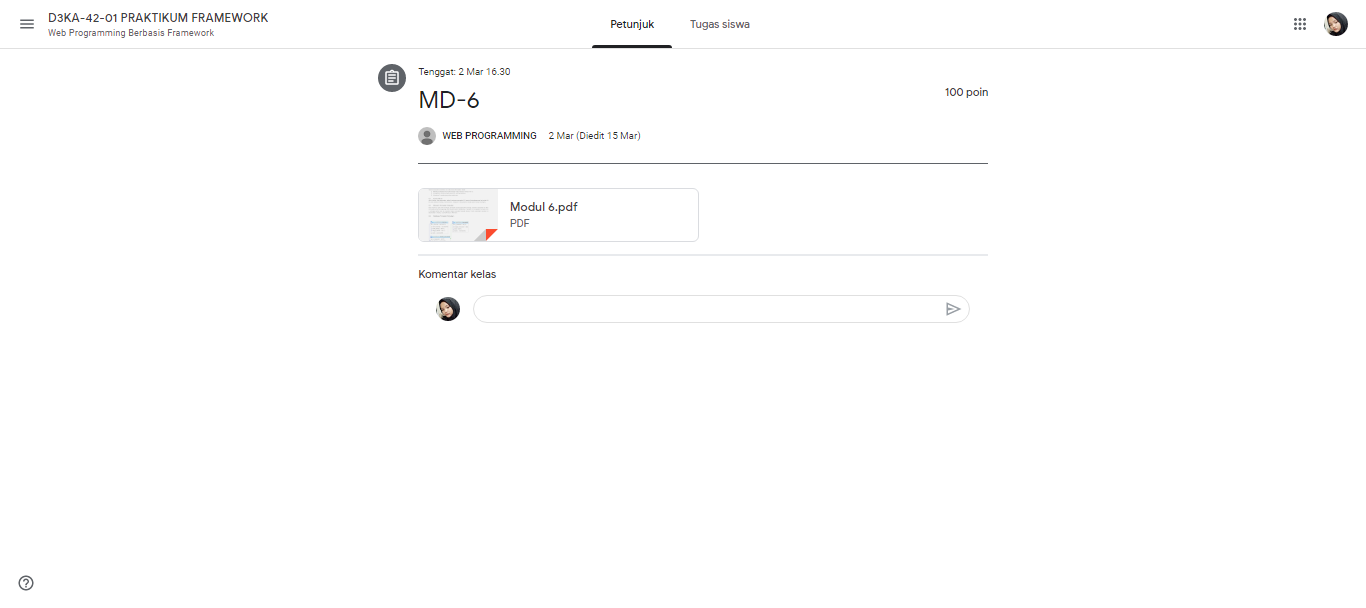 D3KA-42-01 PRAKTIKUM FRAMEWORK
Web Programming Berbasis Framework
Petunjuk
Tugas siswa
Tenggat: 2 Mar 16.30
MD-6
100 poin
WEB PROGRAMMING 2 Mar (Diedit 15 Mar)
Modul 6.pdf
PDF
Komentar kelas